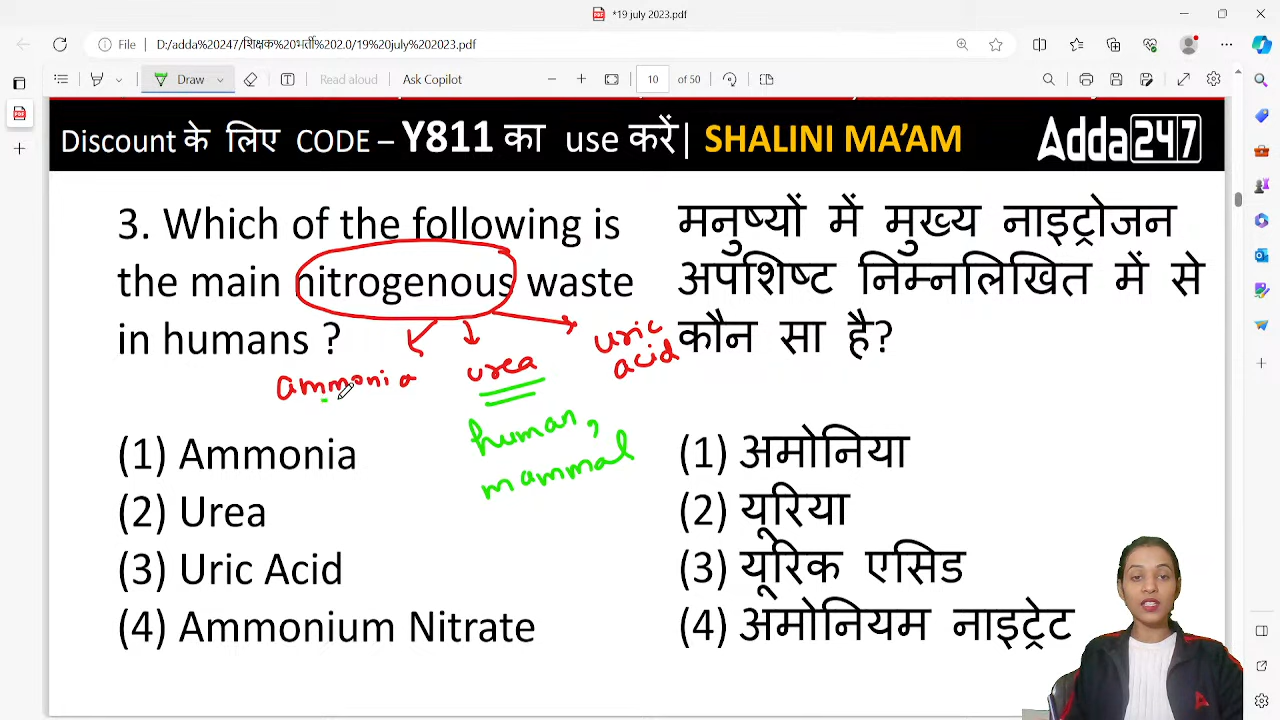 *19 july 2023.pdf
File D:/adda%20247/शिक्षक%20भर्ती%202.0/19%20july%202023.pdf
Draw Read aloud Ask Copilot 10 of 50
Discount के लिए CODE – Y811 का use करें| SHALINI MA’AM Adda247
3. Which of the following is
the main nitrogenous waste
in humans ?
ammonia
urea
uric
acid
human,
mammal
(1) Ammonia
(2) Urea
(3) Uric Acid
(4) Ammonium Nitrate
मनुष्यों में मुख्य नाइट्रोजन
अपशिष्ट निम्नलिखित में से
कौन सा है?
(1) अमोनिया
(2) यूरिया
(3) यूरिक एसिड
(4) अमोनियम नाइट्रेट